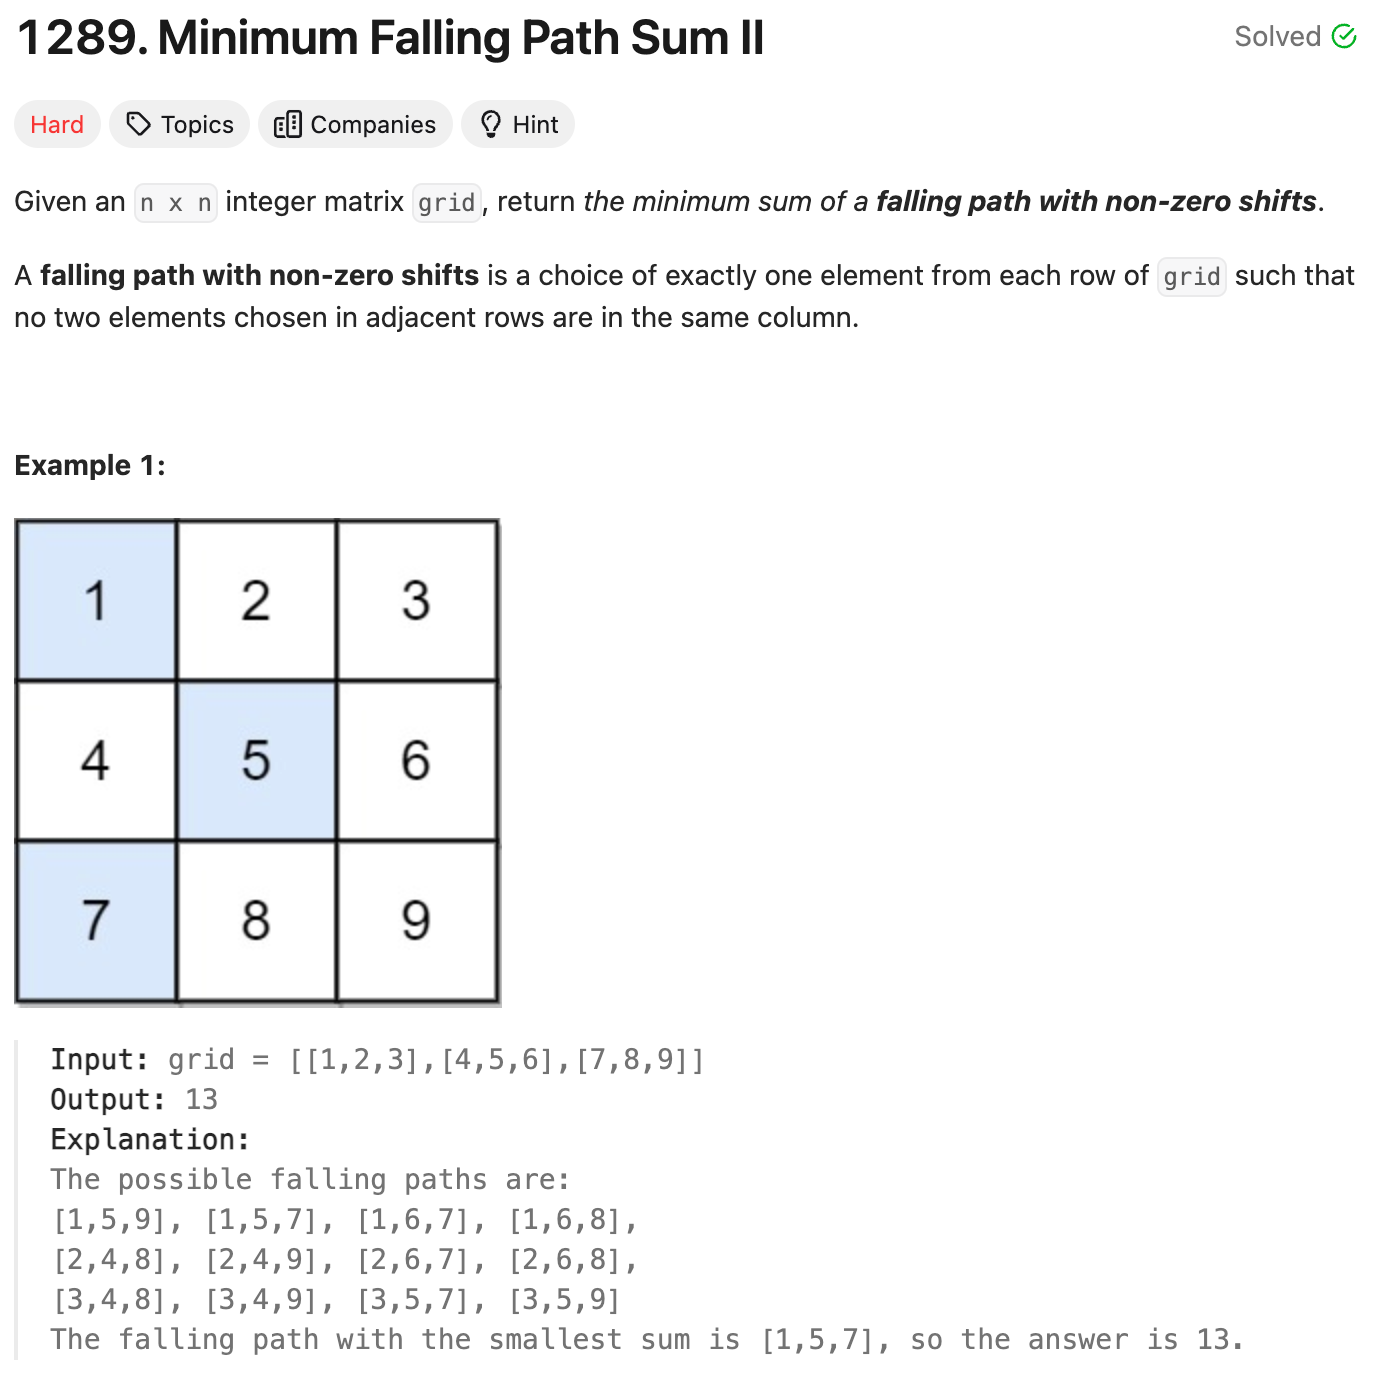 1289. Minimum Falling Path Sum II
Solved
Hard Topics Companies Hint
Given an n x n integer matrix grid, return the minimum sum of a falling path with non-zero shifts.
A falling path with non-zero shifts is a choice of exactly one element from each row of grid such that
no two elements chosen in adjacent rows are in the same column.
Example 1:
1 2 3
4 5 6
7 8 9
Input: grid = [[1,2,3],[4,5,6],[7,8,9]]
Output: 13
Explanation:
The possible falling paths are:
[1,5,9], [1,5,7], [1,6,7], [1,6,8],
[2,4,8], [2,4,9], [2,6,7], [2,6,8],
[3,4,8], [3,4,9], [3,5,7], [3,5,9]
The falling path with the smallest sum is [1,5,7], so the answer is 13.